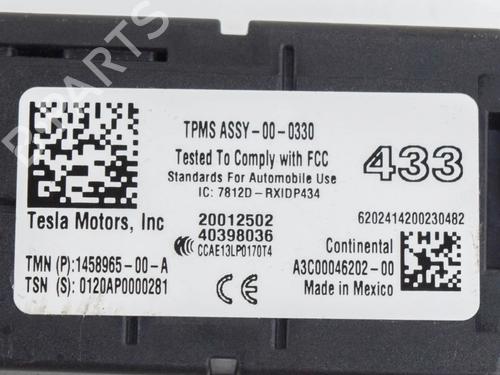 TPMS ASSY-00-0330
Tested To Comply with FCC
Standards For Automobile Use
IC: 7812D-RXIDP434
433
Tesla Motors, Inc
20012502
40398036
CCAE13LP0170T4
6202414200230482
TMN (P):1458965-00-A
TSN (S): 0120AP0000281
CE
Continental
A3C00046202-00
Made in Mexico
B PARTS